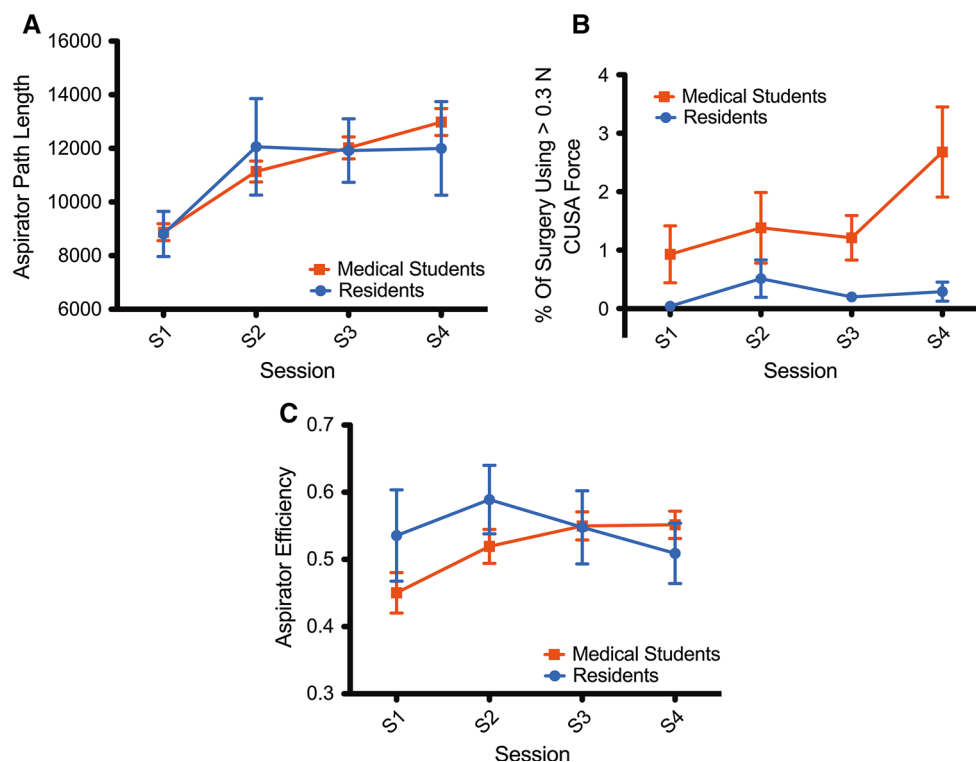 A
16000
14000
12000
10000
8000
6000
Aspirator Path Length
Medical Students
Residents
S1
S2
S3
S4
Session
B
4
3
2
1
0
% Of Surgery Using > 0.3 N
CUSA Force
Medical Students
Residents
S1
S2
S3
S4
Session
C
0.7
0.6
0.5
0.4
0.3
Aspirator Efficiency
Medical Students
Residents
S1
S2
S3
S4
Session